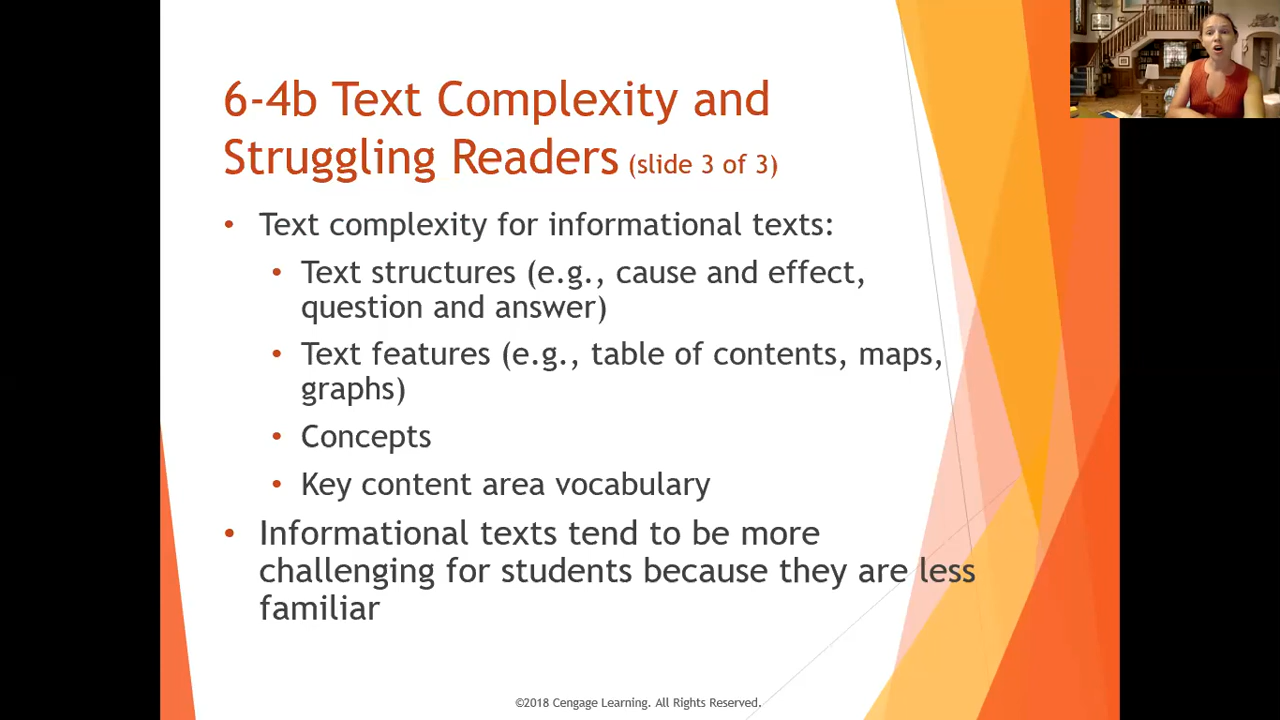 6-4b Text Complexity and
Struggling Readers (slide 3 of 3)
• Text complexity for informational texts:
• Text structures (e.g., cause and effect,
question and answer)
• Text features (e.g., table of contents, maps,
graphs)
• Concepts
• Key content area vocabulary
• Informational texts tend to be more
challenging for students because they are less
familiar
©2018 Cengage Learning. All Rights Reserved.